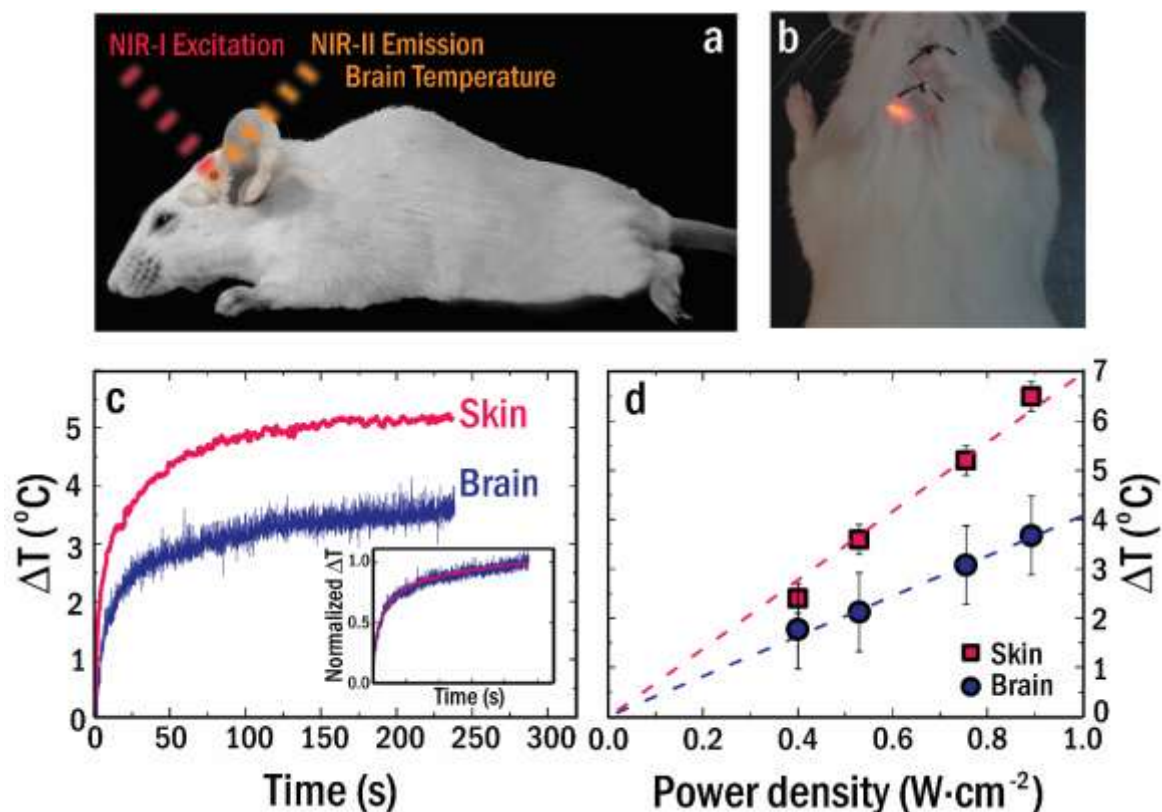 NIR-I Excitation
NIR-II Emission
Brain Temperature
a
b
c
Skin
Brain
ΔT (°C)
5
4
3
2
1
0
0 50 100 150 200 250 300
Time (s)
Normalized ΔT
1.0
0.5
0.0
Time (s)
d
7
6
5
4
3
2
1
0
ΔT (°C)
Skin
Brain
0.0 0.2 0.4 0.6 0.8 1.0
Power density (W·cm⁻²)